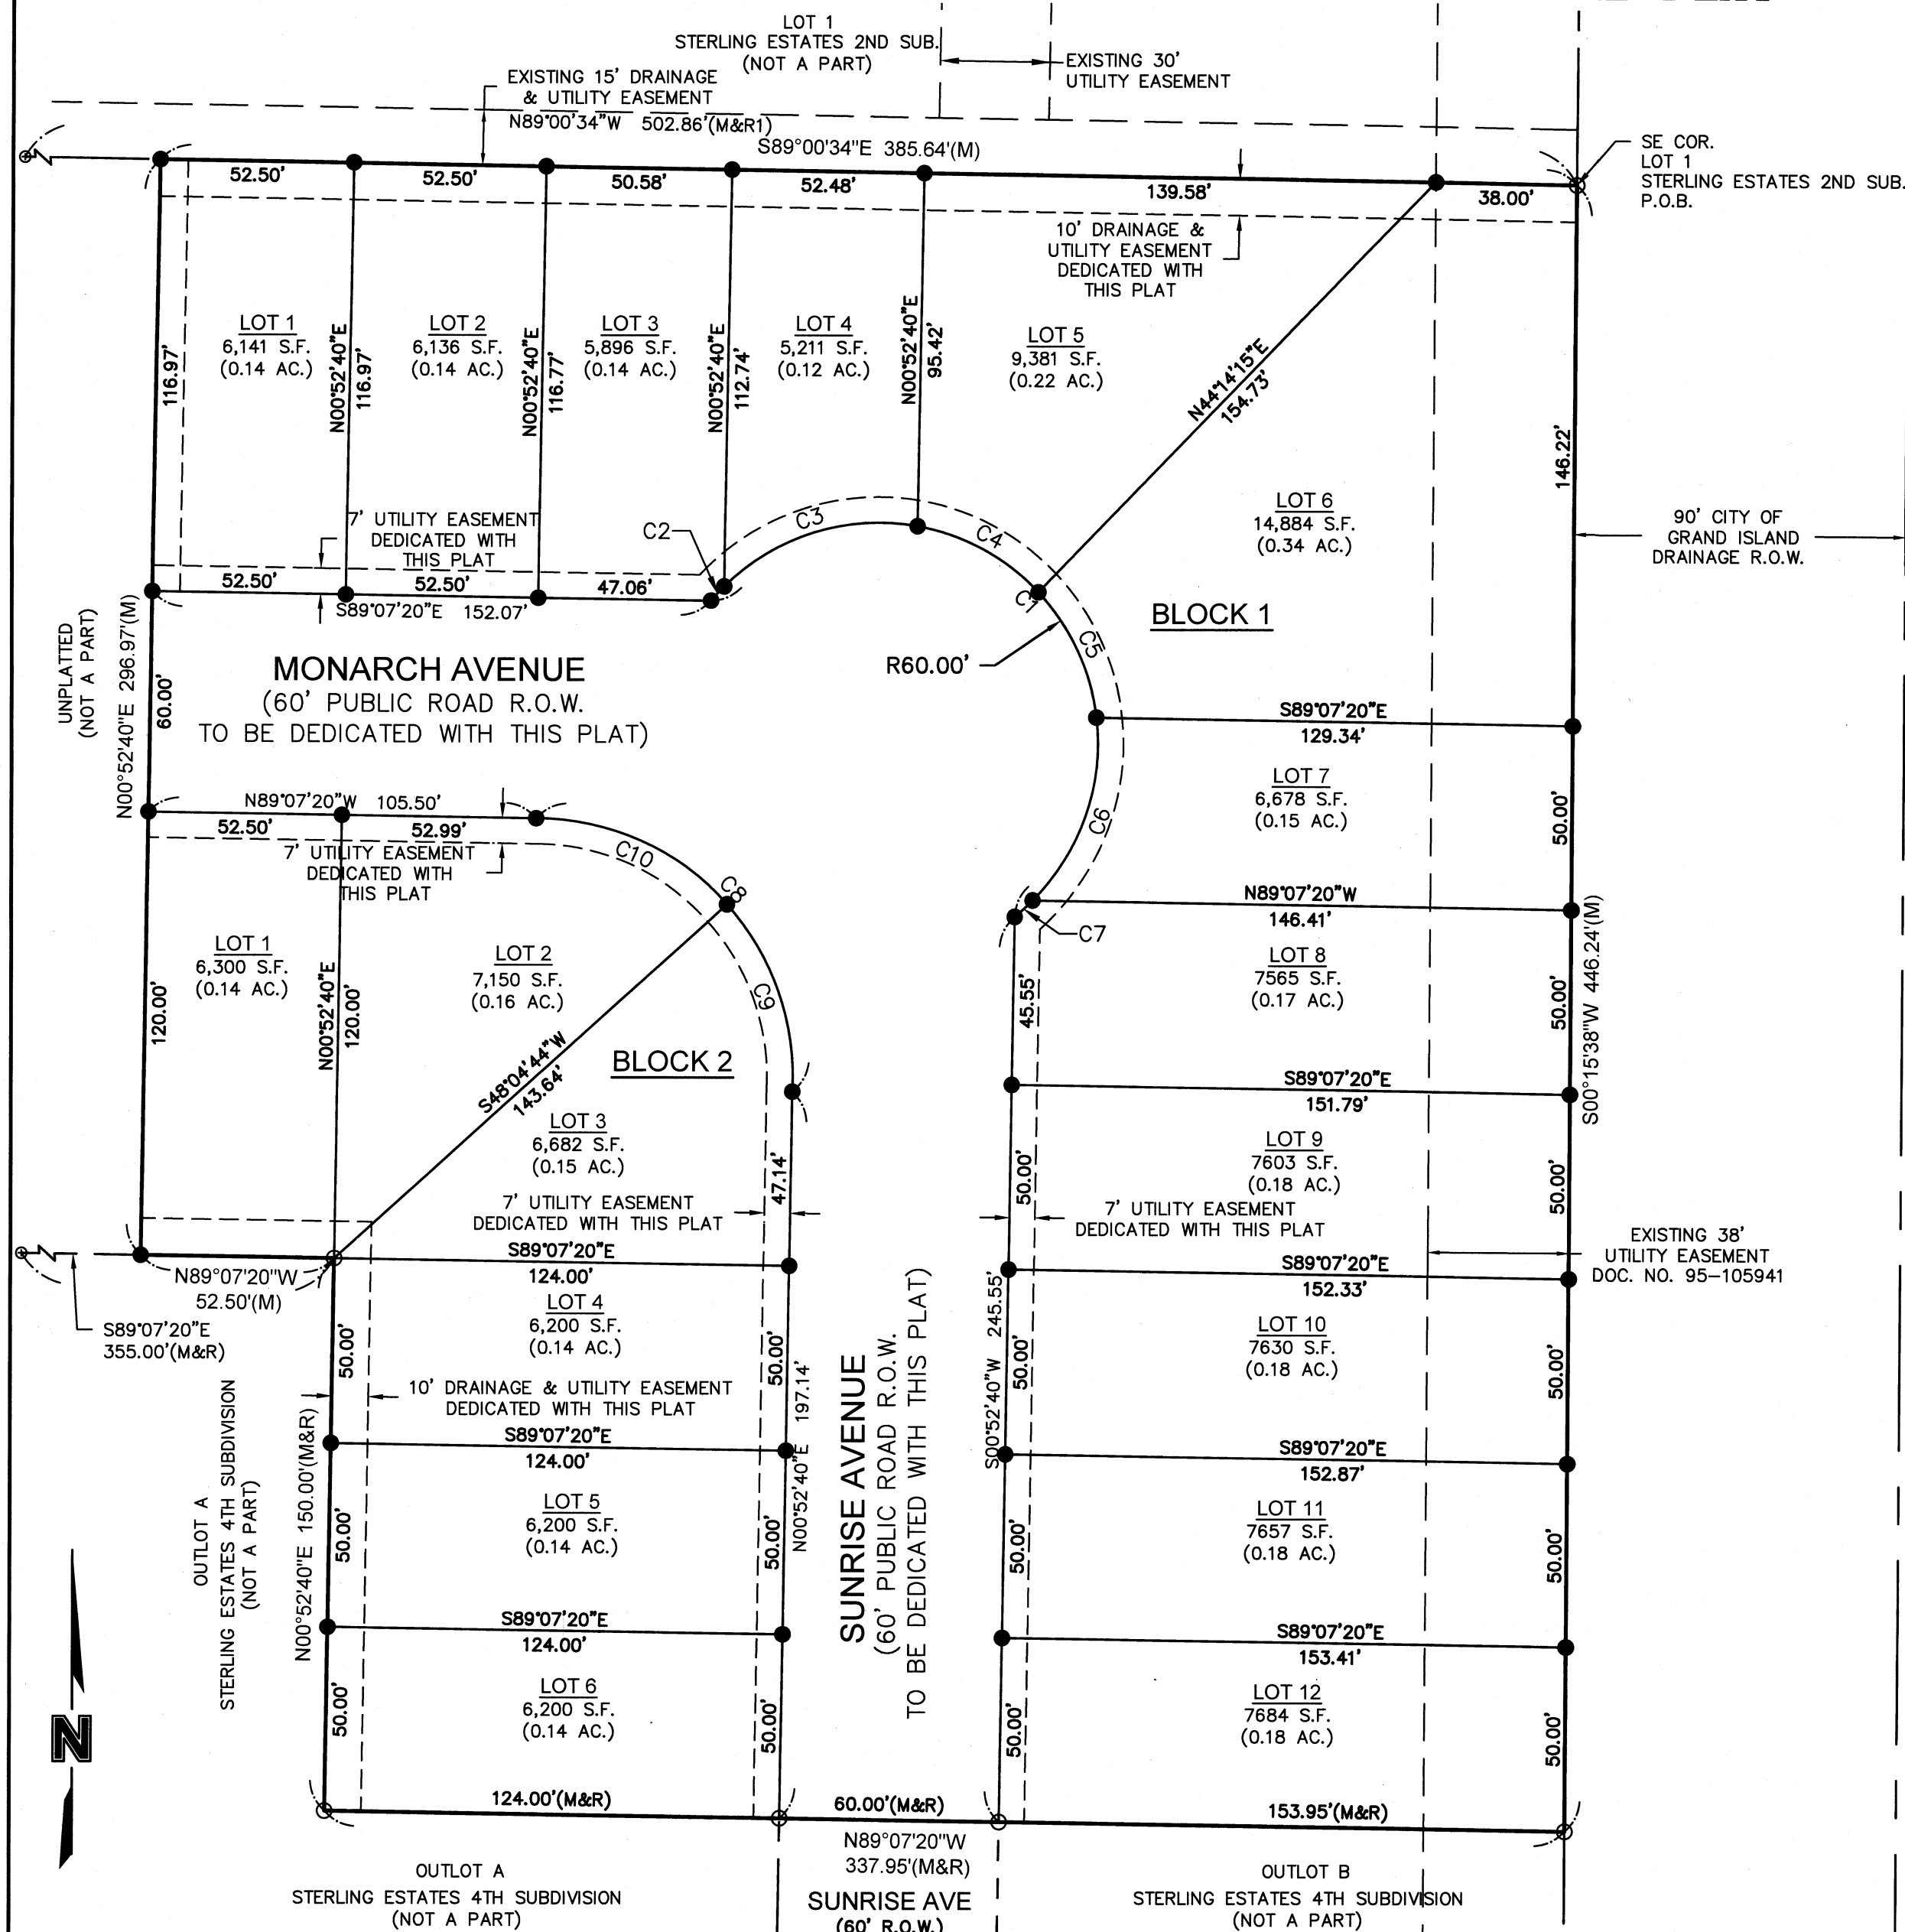 LOT 1
STERLING ESTATES 2ND SUB.
(NOT A PART)
EXISTING 30'
UTILITY EASEMENT
EXISTING 15' DRAINAGE
& UTILITY EASEMENT
N89°00'34"W 502.86'(M&R1)
S89°00'34"E 385.64'(M)
SE COR.
LOT 1
STERLING ESTATES 2ND SUB.
P.O.B.
52.50'
52.50'
50.58'
52.48'
139.58'
38.00'
10' DRAINAGE &
UTILITY EASEMENT
DEDICATED WITH
THIS PLAT
116.97'
LOT 1
6,141 S.F.
(0.14 AC.)
N00°52'40"E
116.97'
LOT 2
6,136 S.F.
(0.14 AC.)
N00°52'40"E
116.77'
LOT 3
5,896 S.F.
(0.14 AC.)
N00°52'40"E
112.74'
LOT 4
5,211 S.F.
(0.12 AC.)
N00°52'40"E
95.42'
LOT 5
9,381 S.F.
(0.22 AC.)
N44°14'15"E
154.73'
LOT 6
14,884 S.F.
(0.34 AC.)
146.22'
90' CITY OF
GRAND ISLAND
DRAINAGE R.O.W.
7' UTILITY EASEMENT
DEDICATED WITH
THIS PLAT
C2
C3
C4
C1
C5
C6
52.50'
52.50'
47.06'
S89°07'20"E 152.07'
BLOCK 1
R60.00'
UNPLATTED
(NOT A PART)
N00°52'40"E 296.97'(M)
60.00'
MONARCH AVENUE
(60' PUBLIC ROAD R.O.W.
TO BE DEDICATED WITH THIS PLAT)
S89°07'20"E
129.34'
LOT 7
6,678 S.F.
(0.15 AC.)
50.00'
N89°07'20"W 105.50'
52.50'
52.99'
7' UTILITY EASEMENT
DEDICATED WITH
THIS PLAT
C10
C8
C9
N89°07'20"W
146.41'
C7
LOT 1
6,300 S.F.
(0.14 AC.)
120.00'
N00°52'40"E
120.00'
LOT 2
7,150 S.F.
(0.16 AC.)
S48°04'44"W
143.64'
BLOCK 2
45.55'
LOT 8
7565 S.F.
(0.17 AC.)
50.00'
S00°15'38"W 446.24'(M)
S89°07'20"E
151.79'
LOT 3
6,682 S.F.
(0.15 AC.)
47.14'
7' UTILITY EASEMENT
DEDICATED WITH THIS PLAT
50.00'
LOT 9
7603 S.F.
(0.18 AC.)
50.00'
7' UTILITY EASEMENT
DEDICATED WITH THIS PLAT
EXISTING 38'
UTILITY EASEMENT
DOC. NO. 95-105941
S89°07'20"E
124.00'
S89°07'20"E
152.33'
N89°07'20"W
52.50'(M)
S89°07'20"E
355.00'(M&R)
50.00'
LOT 4
6,200 S.F.
(0.14 AC.)
50.00'
N00°52'40"E 197.14'
S00°52'40"W 245.55'
50.00'
LOT 10
7630 S.F.
(0.18 AC.)
50.00'
10' DRAINAGE & UTILITY EASEMENT
DEDICATED WITH THIS PLAT
S89°07'20"E
124.00'
S89°07'20"E
152.87'
OUTLOT A
STERLING ESTATES 4TH SUBDIVISION
(NOT A PART)
N00°52'40"E 150.00'(M&R)
50.00'
LOT 5
6,200 S.F.
(0.14 AC.)
50.00'
SUNRISE AVENUE
(60' PUBLIC ROAD R.O.W.
TO BE DEDICATED WITH THIS PLAT)
50.00'
LOT 11
7657 S.F.
(0.18 AC.)
50.00'
S89°07'20"E
124.00'
S89°07'20"E
153.41'
50.00'
LOT 6
6,200 S.F.
(0.14 AC.)
50.00'
50.00'
LOT 12
7684 S.F.
(0.18 AC.)
50.00'
N
124.00'(M&R)
60.00'(M&R)
153.95'(M&R)
N89°07'20"W
337.95'(M&R)
OUTLOT A
STERLING ESTATES 4TH SUBDIVISION
(NOT A PART)
SUNRISE AVE
(60' R.O.W.)
OUTLOT B
STERLING ESTATES 4TH SUBDIVISION
(NOT A PART)